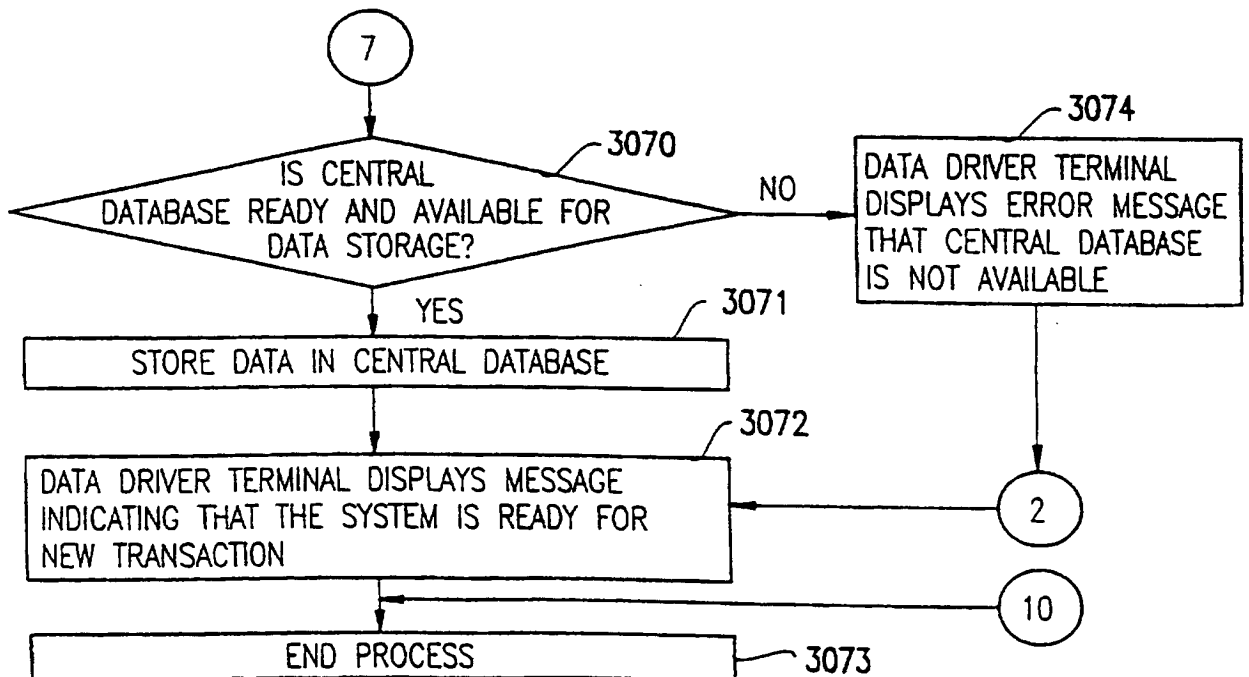 7
3070
IS CENTRAL
DATABASE READY AND AVAILABLE FOR
DATA STORAGE?
NO
3074
DATA DRIVER TERMINAL
DISPLAYS ERROR MESSAGE
THAT CENTRAL DATABASE
IS NOT AVAILABLE
YES
3071
STORE DATA IN CENTRAL DATABASE
3072
DATA DRIVER TERMINAL DISPLAYS MESSAGE
INDICATING THAT THE SYSTEM IS READY FOR
NEW TRANSACTION
2
10
END PROCESS
3073